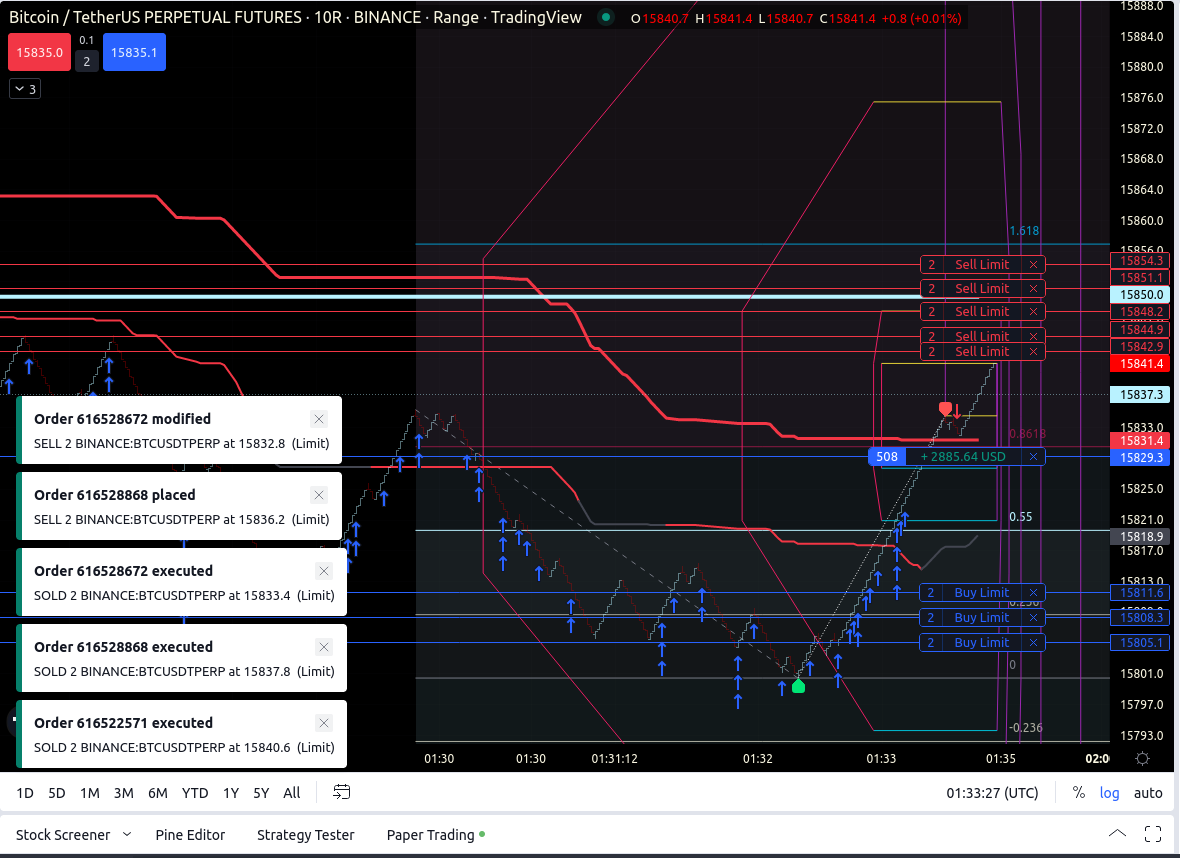 Bitcoin / TetherUS PERPETUAL FUTURES · 10R · BINANCE · Range · TradingView
O15840.7 H15841.4 L15840.7 C15841.4 +0.8 (+0.01%)
15835.0
0.1
2
15835.1
3
15888.0
15884.0
15880.0
15876.0
15872.0
15868.0
15864.0
15860.0
15856.0
1.618
2 Sell Limit
15854.3
15851.1
2 Sell Limit
15850.0
2 Sell Limit
15848.2
2 Sell Limit
15844.9
2 Sell Limit
15842.9
15841.4
15837.3
15833.0
0.8618
15831.4
508 + 2885.64 USD
15829.3
15825.0
0.55
15821.0
15818.9
15817.0
15813.0
2 Buy Limit
15811.6
0.236
2 Buy Limit
15808.3
2 Buy Limit
15805.1
0
15801.0
15797.0
-0.236
15793.0
Order 616528672 modified
SELL 2 BINANCE:BTCUSDTPERP at 15832.8 (Limit)
Order 616528868 placed
SELL 2 BINANCE:BTCUSDTPERP at 15836.2 (Limit)
Order 616528672 executed
SOLD 2 BINANCE:BTCUSDTPERP at 15833.4 (Limit)
Order 616528868 executed
SOLD 2 BINANCE:BTCUSDTPERP at 15837.8 (Limit)
Order 616522571 executed
SOLD 2 BINANCE:BTCUSDTPERP at 15840.6 (Limit)
01:30 01:30 01:31:12 01:32 01:33 01:35 02:0
1D 5D 1M 3M 6M YTD 1Y 5Y All
01:33:27 (UTC) % log auto
Stock Screener Pine Editor Strategy Tester Paper Trading